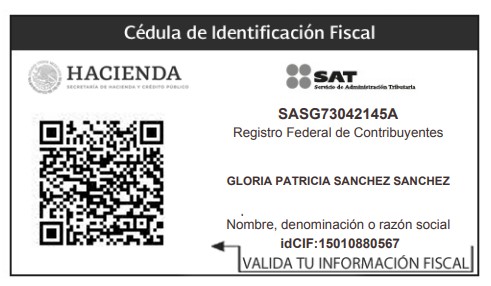 Cédula de Identificación Fiscal
HACIENDA
SECRETARÍA DE HACIENDA Y CRÉDITO PÚBLICO
SAT
Servicio de Administración Tributaria
SASG73042145A
Registro Federal de Contribuyentes
GLORIA PATRICIA SANCHEZ SANCHEZ
Nombre, denominación o razón social
idCIF:15010880567
VALIDA TU INFORMACIÓN FISCAL